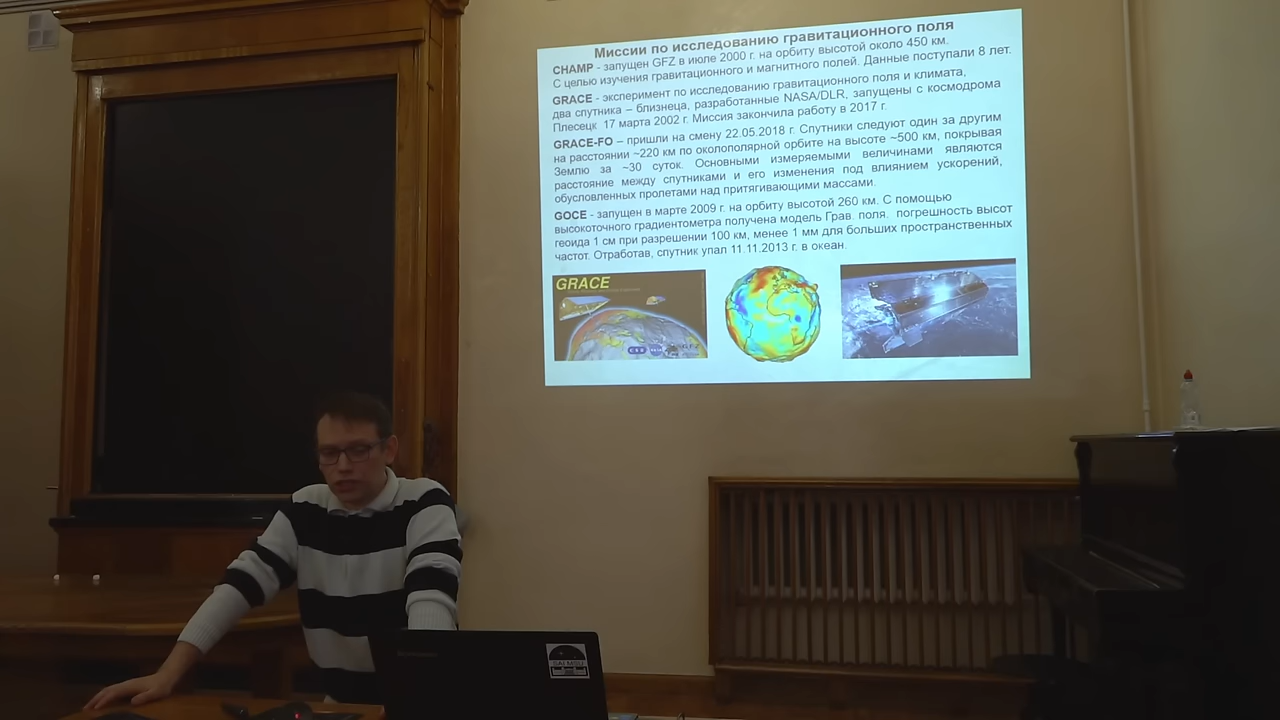 Миссии по исследованию гравитационного поля
CHAMP - запущен GFZ в июле 2000 г. на орбиту высотой около 450 км.
С целью изучения гравитационного и магнитного полей. Данные поступали 8 лет.
GRACE - эксперимент по исследованию гравитационного поля и климата,
два спутника – близнеца, разработанные NASA/DLR, запущены с космодрома
Плесецк 17 марта 2002 г. Миссия закончила работу в 2017 г.
GRACE-FO – пришли на смену 22.05.2018 г. Спутники следуют один за другим
на расстоянии ~220 км по околополярной орбите на высоте ~500 км, покрывая
Землю за ~30 суток. Основными измеряемыми величинами являются
расстояние между спутниками и его изменения под влиянием ускорений,
обусловленных пролетами над притягивающими массами.
GOCE - запущен в марте 2009 г. на орбиту высотой 260 км. С помощью
высокоточного градиентометра получена модель Грав. поля. погрешность высот
геоида 1 см при разрешении 100 км, менее 1 мм для больших пространственных
частот. Отработав, спутник упал 11.11.2013 г. в океан.
GRACE
SAI MSU